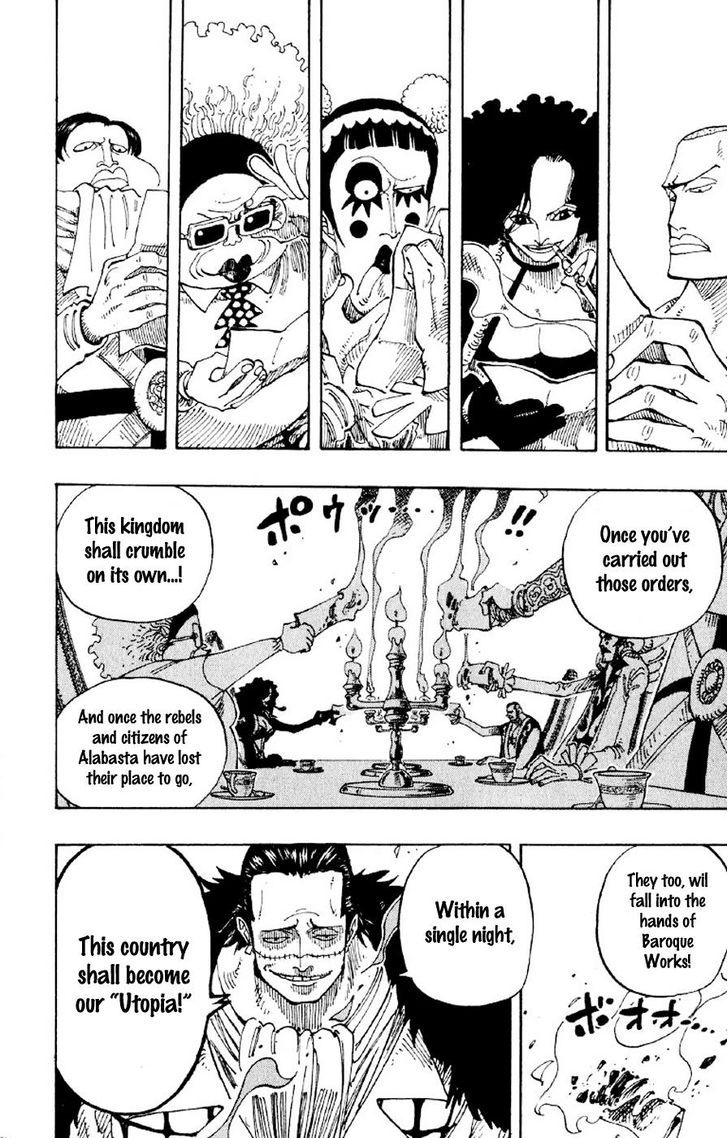 ポウッ…!!
Once you've
carried out
those orders,
This kingdom
shall crumble
on its own...!
And once the rebels
and citizens of
Alabasta have lost
their place to go,
They too, wil
fall into the
hands of
Baroque
Works!
ボオオ....
Within a
single night,
This country
shall become
our "Utopia!"